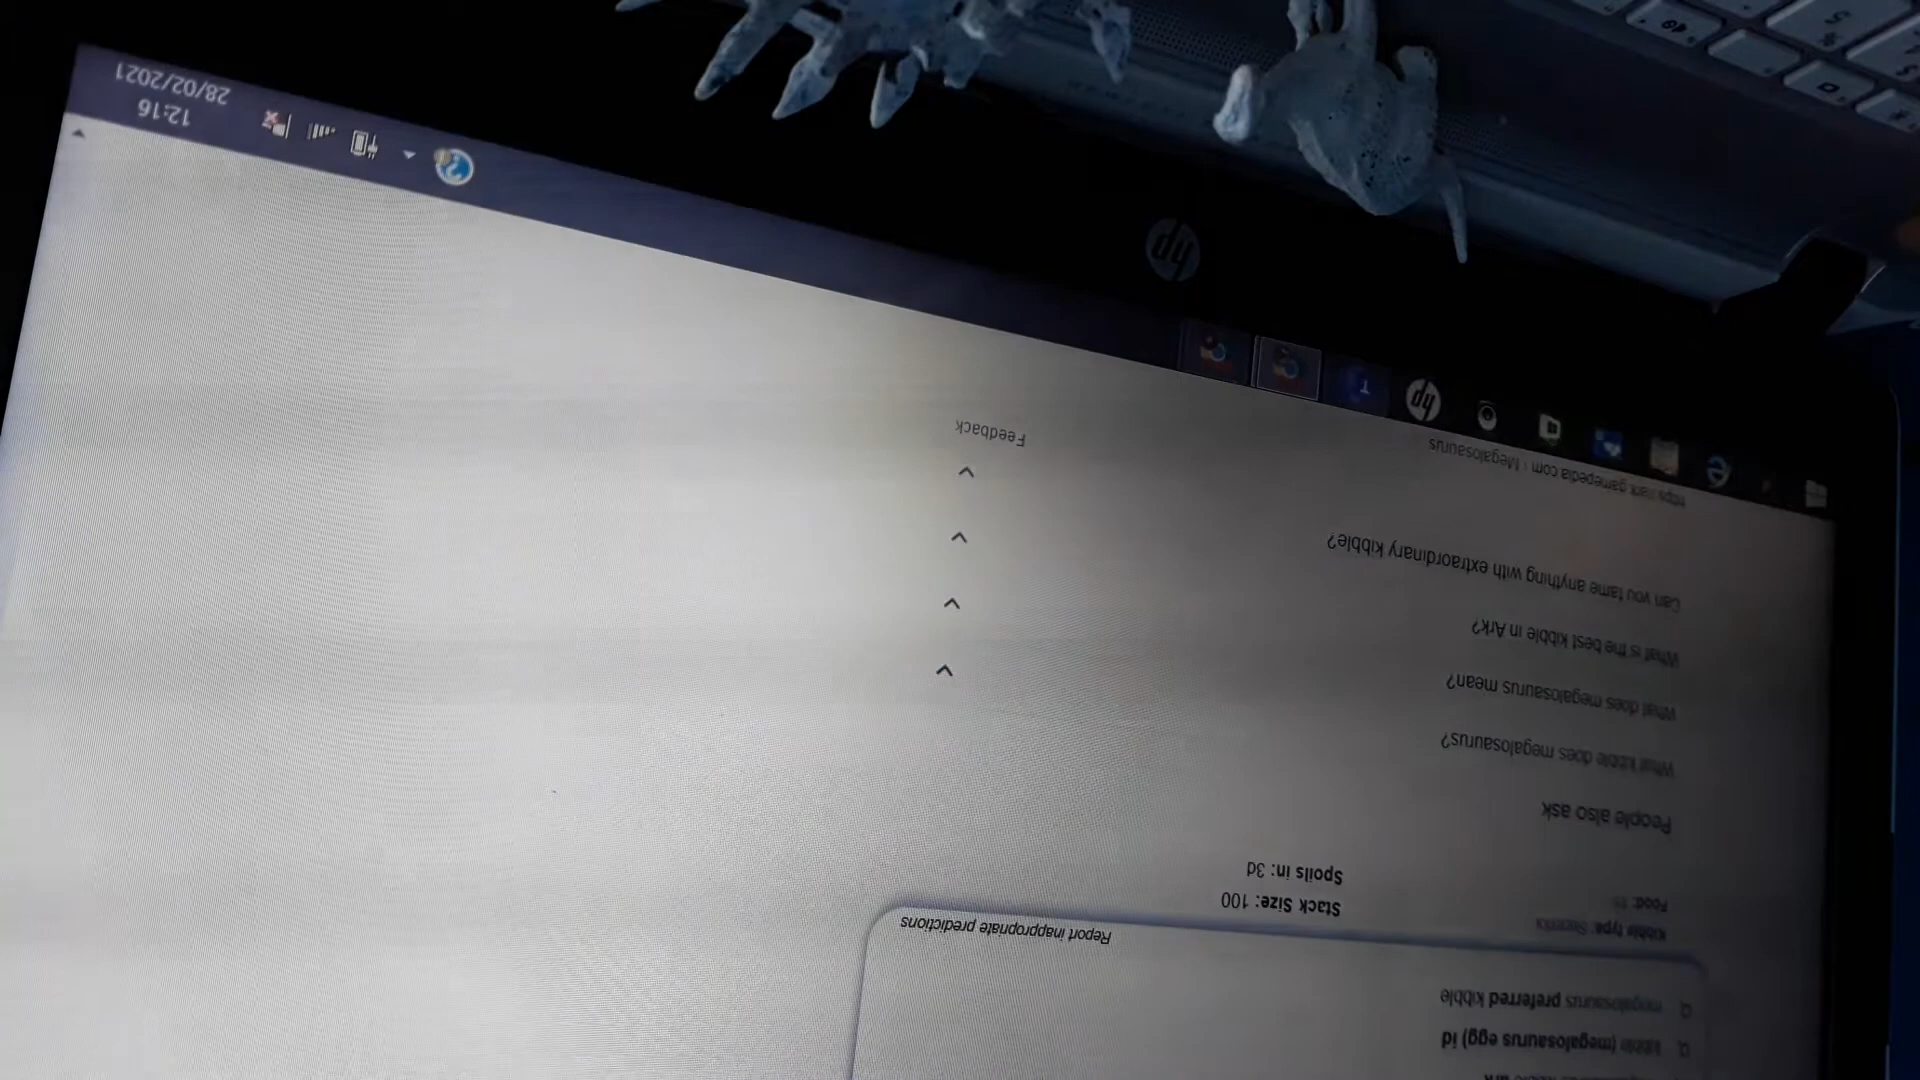 kibble (megalosaurus egg) id
megalosaurus preferred kibble
Report inappropriate predictions
Kibble type:
Stack Size: 100
Food:
Spoils in: 3d
People also ask
What kibble does megalosaurus?
What does megalosaurus mean?
What is the best kibble in Ark?
Can you tame anything with extraordinary kibble?
Feedback
https://ark.gamepedia.com › Megalosaurus
hp
T
12:16
28/02/2021
hp